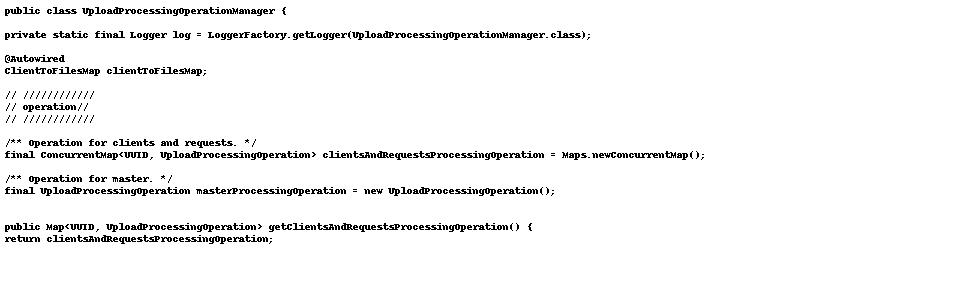 public class UploadProcessingOperationManager {
private static final Logger log = LoggerFactory.getLogger(UploadProcessingOperationManager.class);
@Autowired
ClientToFilesMap clientToFilesMap;
// ////////////
// operation//
// ////////////
/** Operation for clients and requests. */
final ConcurrentMap<UUID, UploadProcessingOperation> clientsAndRequestsProcessingOperation = Maps.newConcurrentMap();
/** Operation for master. */
final UploadProcessingOperation masterProcessingOperation = new UploadProcessingOperation();
public Map<UUID, UploadProcessingOperation> getClientsAndRequestsProcessingOperation() {
return clientsAndRequestsProcessingOperation;